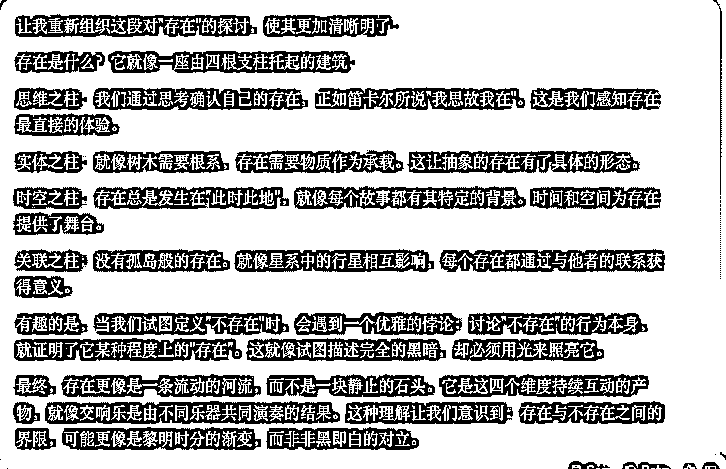 让我重新组织这段对"存在"的探讨，使其更加清晰明了：
存在是什么？它就像一座由四根支柱托起的建筑：
思维之柱：我们通过思考确认自己的存在，正如笛卡尔所说"我思故我在"。这是我们感知存在
最直接的体验。
实体之柱：就像树木需要根系，存在需要物质作为承载。这让抽象的存在有了具体的形态。
时空之柱：存在总是发生在"此时此地"，就像每个故事都有其特定的背景。时间和空间为存在
提供了舞台。
关联之柱：没有孤岛般的存在。就像星系中的行星相互影响，每个存在都通过与他者的联系获
得意义。
有趣的是，当我们试图定义"不存在"时，会遇到一个优雅的悖论：讨论"不存在"的行为本身，
就证明了它某种程度上的"存在"。这就像试图描述完全的黑暗，却必须用光来照亮它。
最终，存在更像是一条流动的河流，而不是一块静止的石头。它是这四个维度持续互动的产
物，就像交响乐是由不同乐器共同演奏的结果。这种理解让我们意识到：存在与不存在之间的
界限，可能更像是黎明时分的渐变，而非非黑即白的对立。